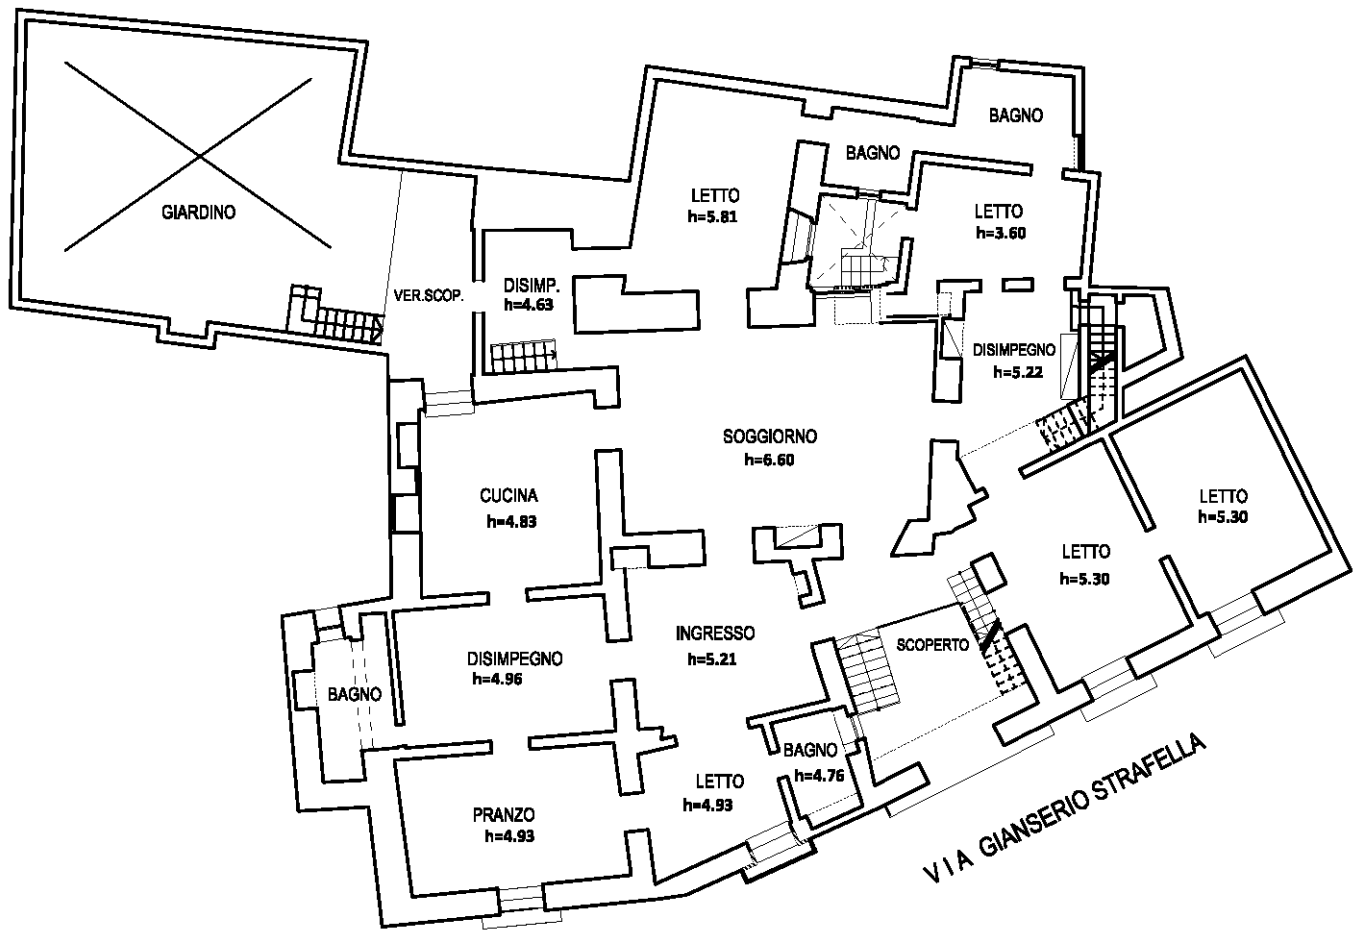 BAGNO
BAGNO
LETTO
h=5.81
GIARDINO
LETTO
h=3.60
VER.SCOP.
DISIMP.
h=4.63
DISIMPEGNO
h=5.22
SOGGIORNO
h=6.60
CUCINA
h=4.83
LETTO
h=5.30
LETTO
h=5.30
INGRESSO
h=5.21
SCOPERTO
DISIMPEGNO
h=4.96
BAGNO
BAGNO
h=4.76
LETTO
h=4.93
PRANZO
h=4.93
VIA GIANSERIO STRAFELLA